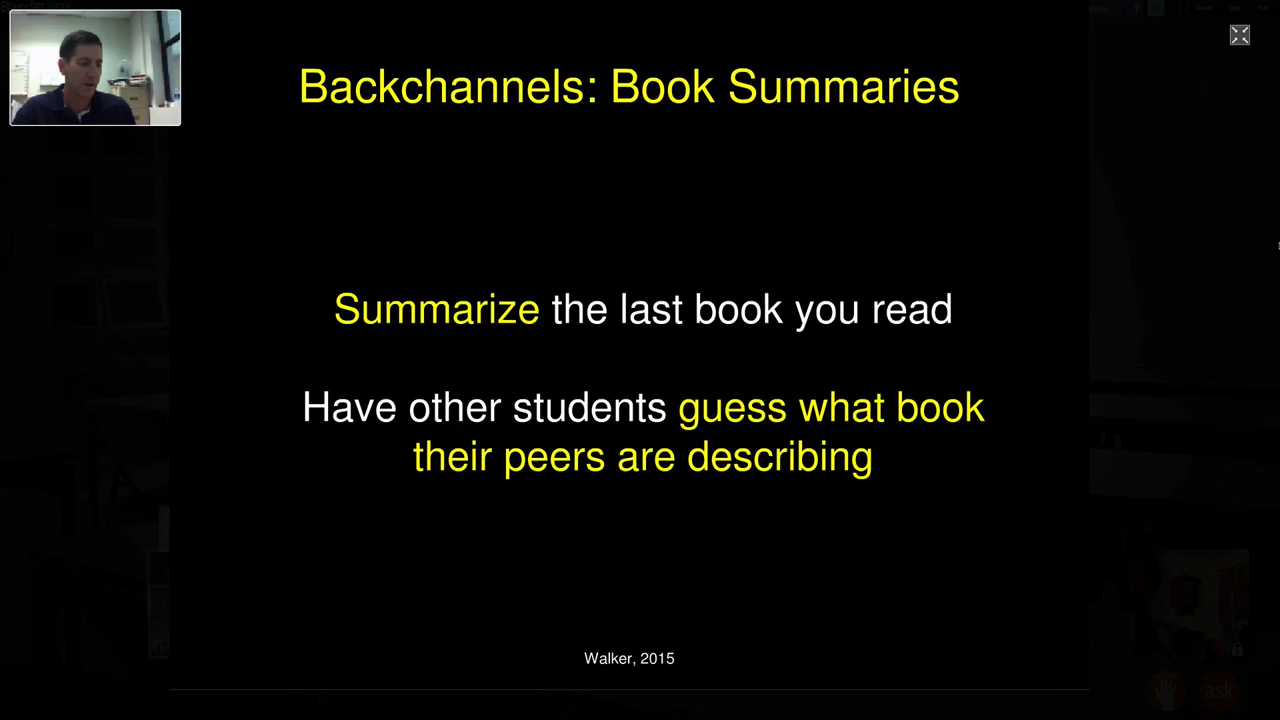 Backchannels: Book Summaries
Summarize the last book you read
Have other students guess what book
their peers are describing
Walker, 2015
ask